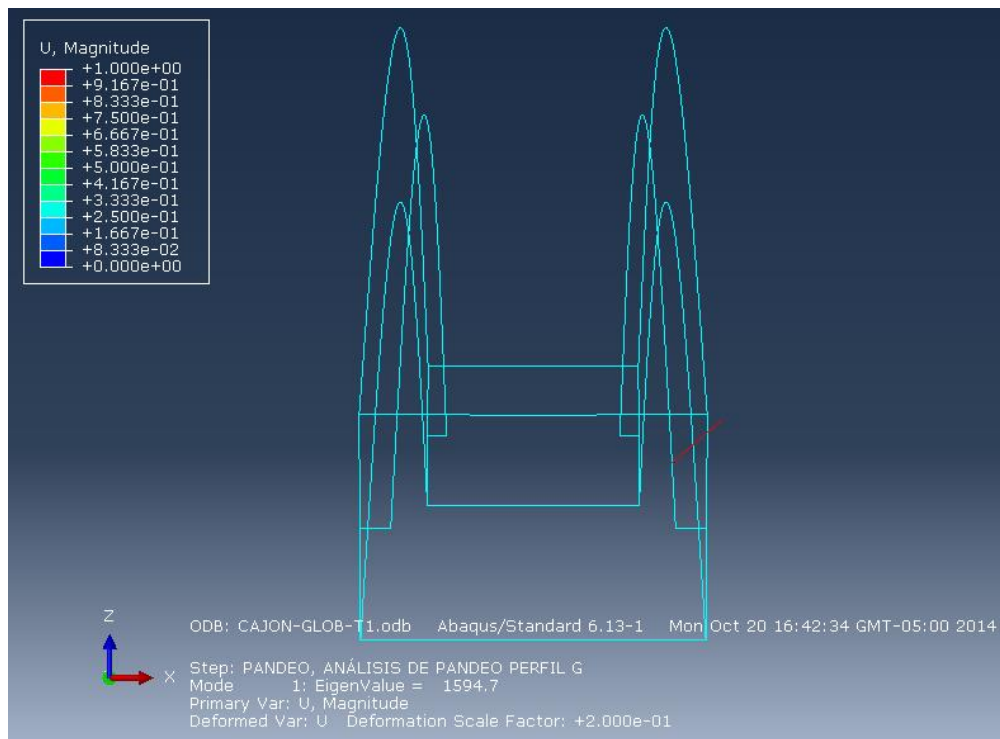 U, Magnitude
+1.000e+00
+9.167e-01
+8.333e-01
+7.500e-01
+6.667e-01
+5.833e-01
+5.000e-01
+4.167e-01
+3.333e-01
+2.500e-01
+1.667e-01
+8.333e-02
+0.000e+00
Z
X
ODB: CAJON-GLOB-T1.odb Abaqus/Standard 6.13-1 Mon Oct 20 16:42:34 GMT-05:00 2014
Step: PANDEO, ANÁLISIS DE PANDEO PERFIL G
Mode 1: EigenValue = 1594.7
Primary Var: U, Magnitude
Deformed Var: U Deformation Scale Factor: +2.000e-01